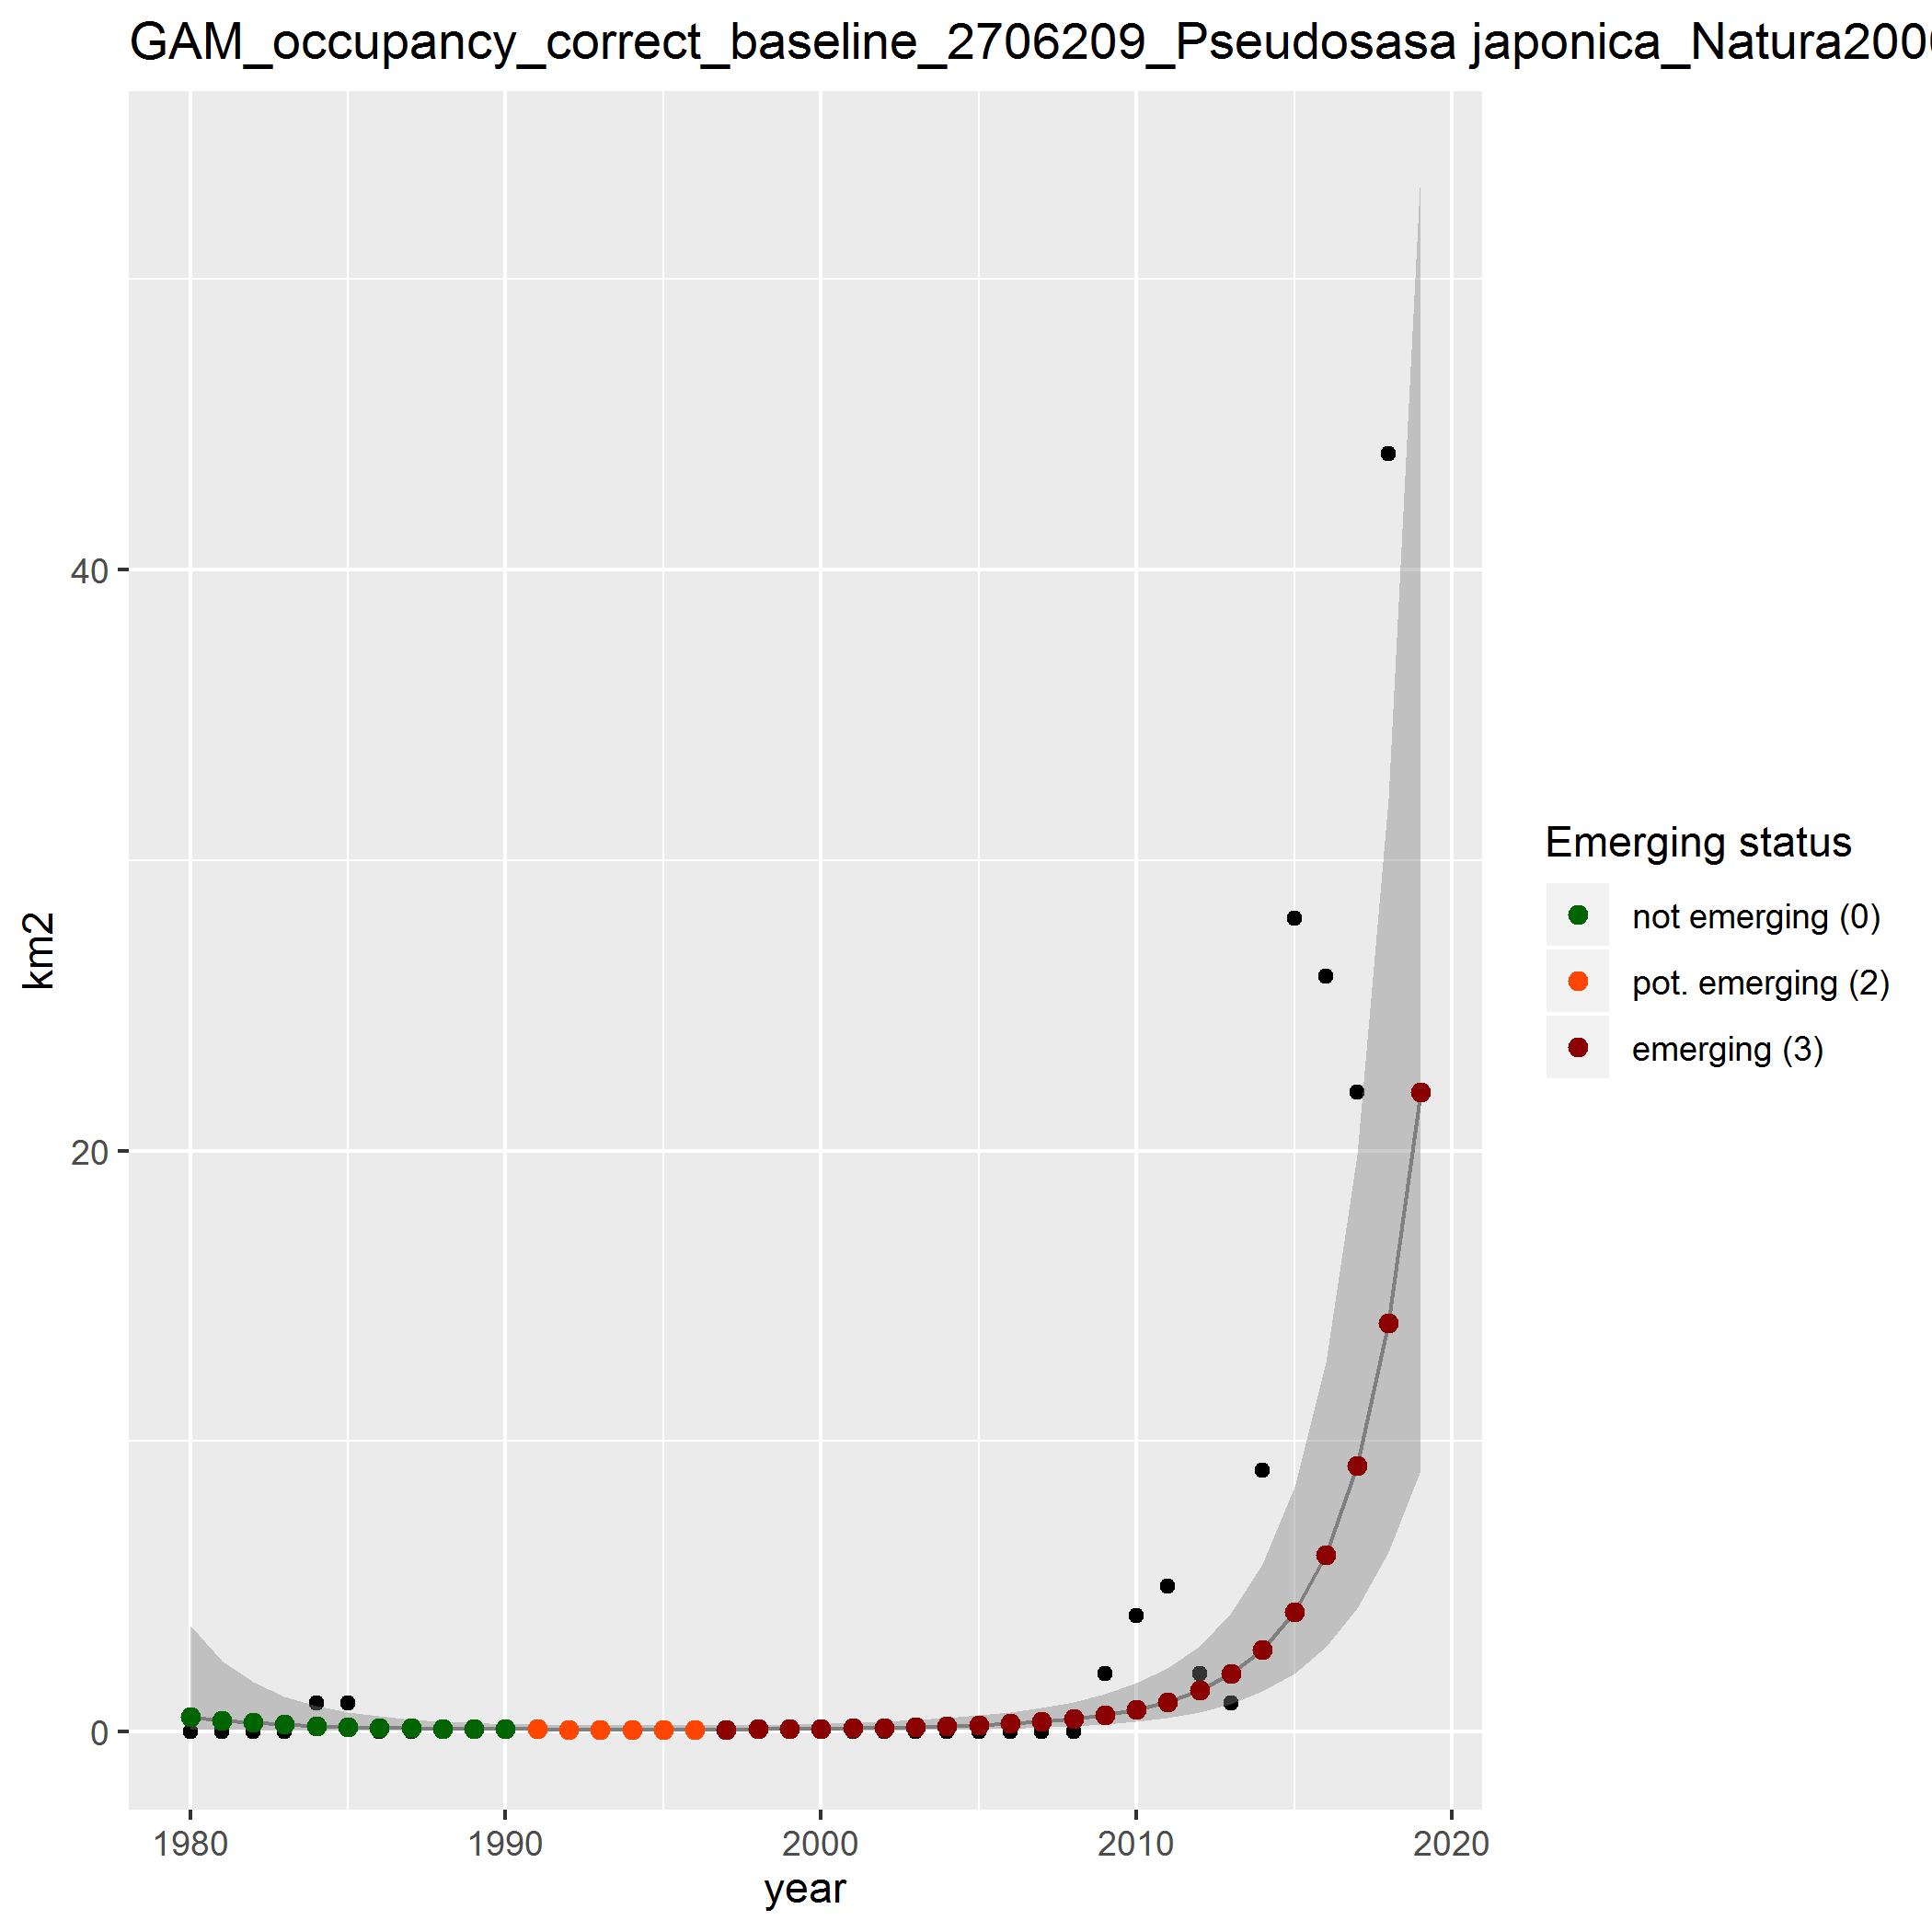 GAM_occupancy_correct_baseline_2706209_Pseudosasa japonica_Natura200
km2
40
20
0
1980 1990 2000 2010 2020
year
Emerging status
not emerging (0)
pot. emerging (2)
emerging (3)